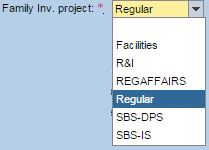 Family Inv. project: * Regular
Facilities
R&I
REGAFFAIRS
Regular
SBS-DPS
SBS-IS